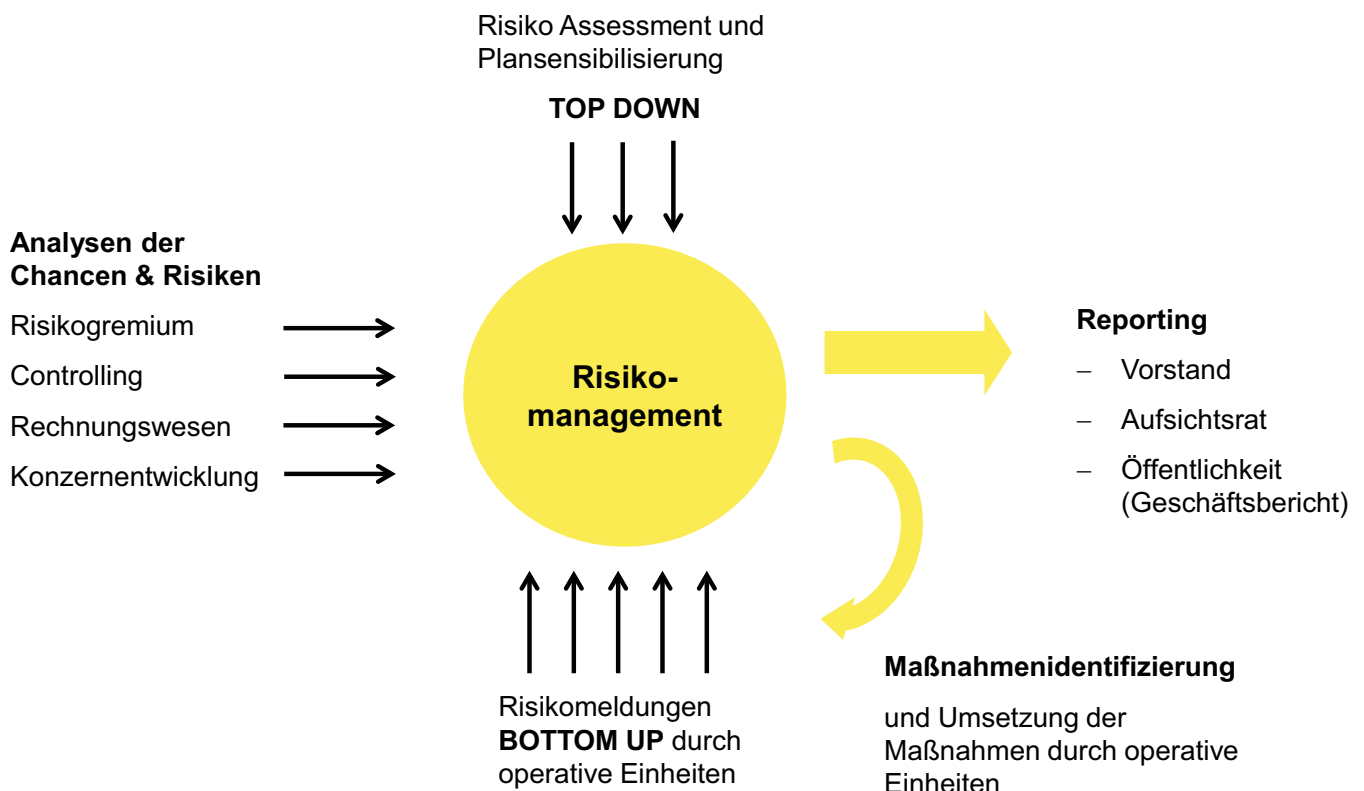 Risiko Assessment und
Plansensibilisierung
TOP DOWN
Analysen der
Chancen & Risiken
Risikogremium
Controlling
Rechnungswesen
Konzernentwicklung
Risiko-
management
Reporting
– Vorstand
– Aufsichtsrat
– Öffentlichkeit
(Geschäftsbericht)
Risikomeldungen
BOTTOM UP durch
operative Einheiten
Maßnahmenidentifizierung
und Umsetzung der
Maßnahmen durch operative
Einheiten